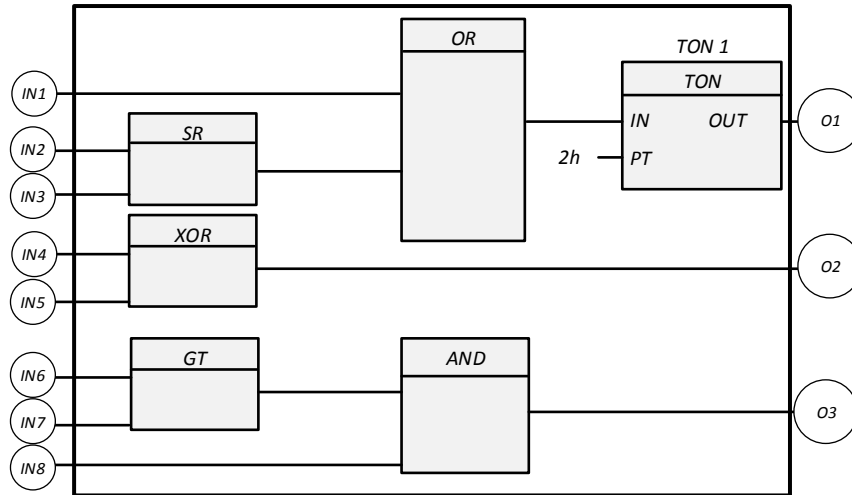 OR
TON 1
TON
IN1
IN OUT
O1
SR
IN2
2h PT
IN3
XOR
IN4
O2
IN5
GT
AND
IN6
IN7
O3
IN8